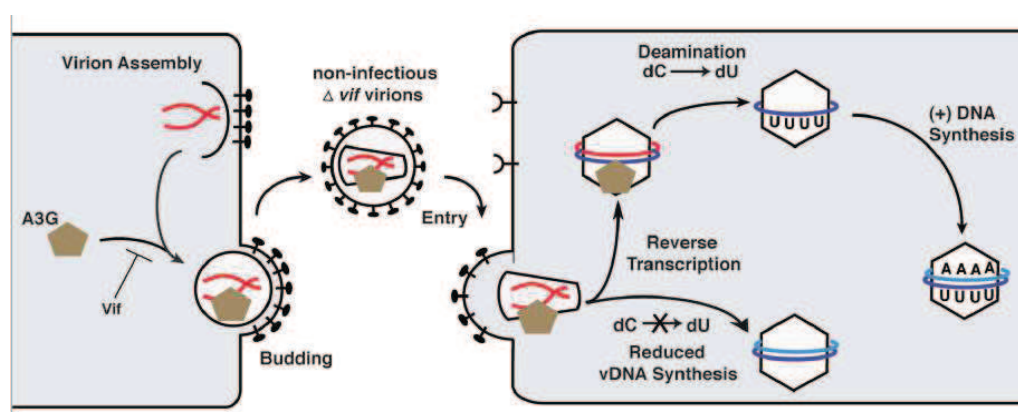 Virion Assembly
A3G
Vif
Budding
non-infectious
Δ vif virions
Entry
Reverse
Transcription
dC ⟶ dU
Reduced
vDNA Synthesis
Deamination
dC ⟶ dU
UUUU
(+) DNA
Synthesis
AAAA
UUUU